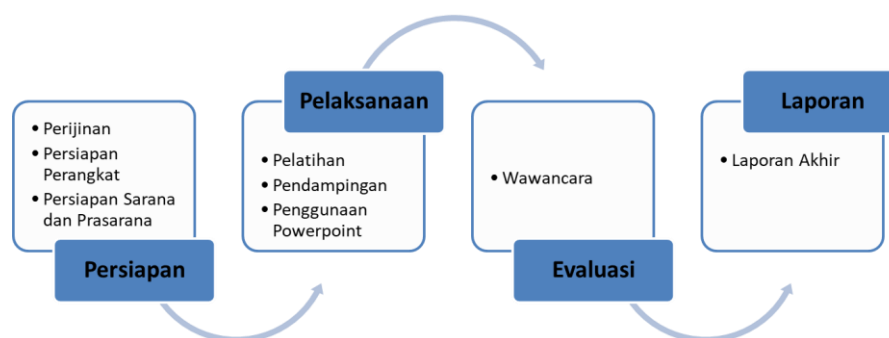 • Perijinan
• Persiapan
Perangkat
• Persiapan Sarana
dan Prasarana
Persiapan
Pelaksanaan
• Pelatihan
• Pendampingan
• Penggunaan
Powerpoint
• Wawancara
Evaluasi
Laporan
• Laporan Akhir